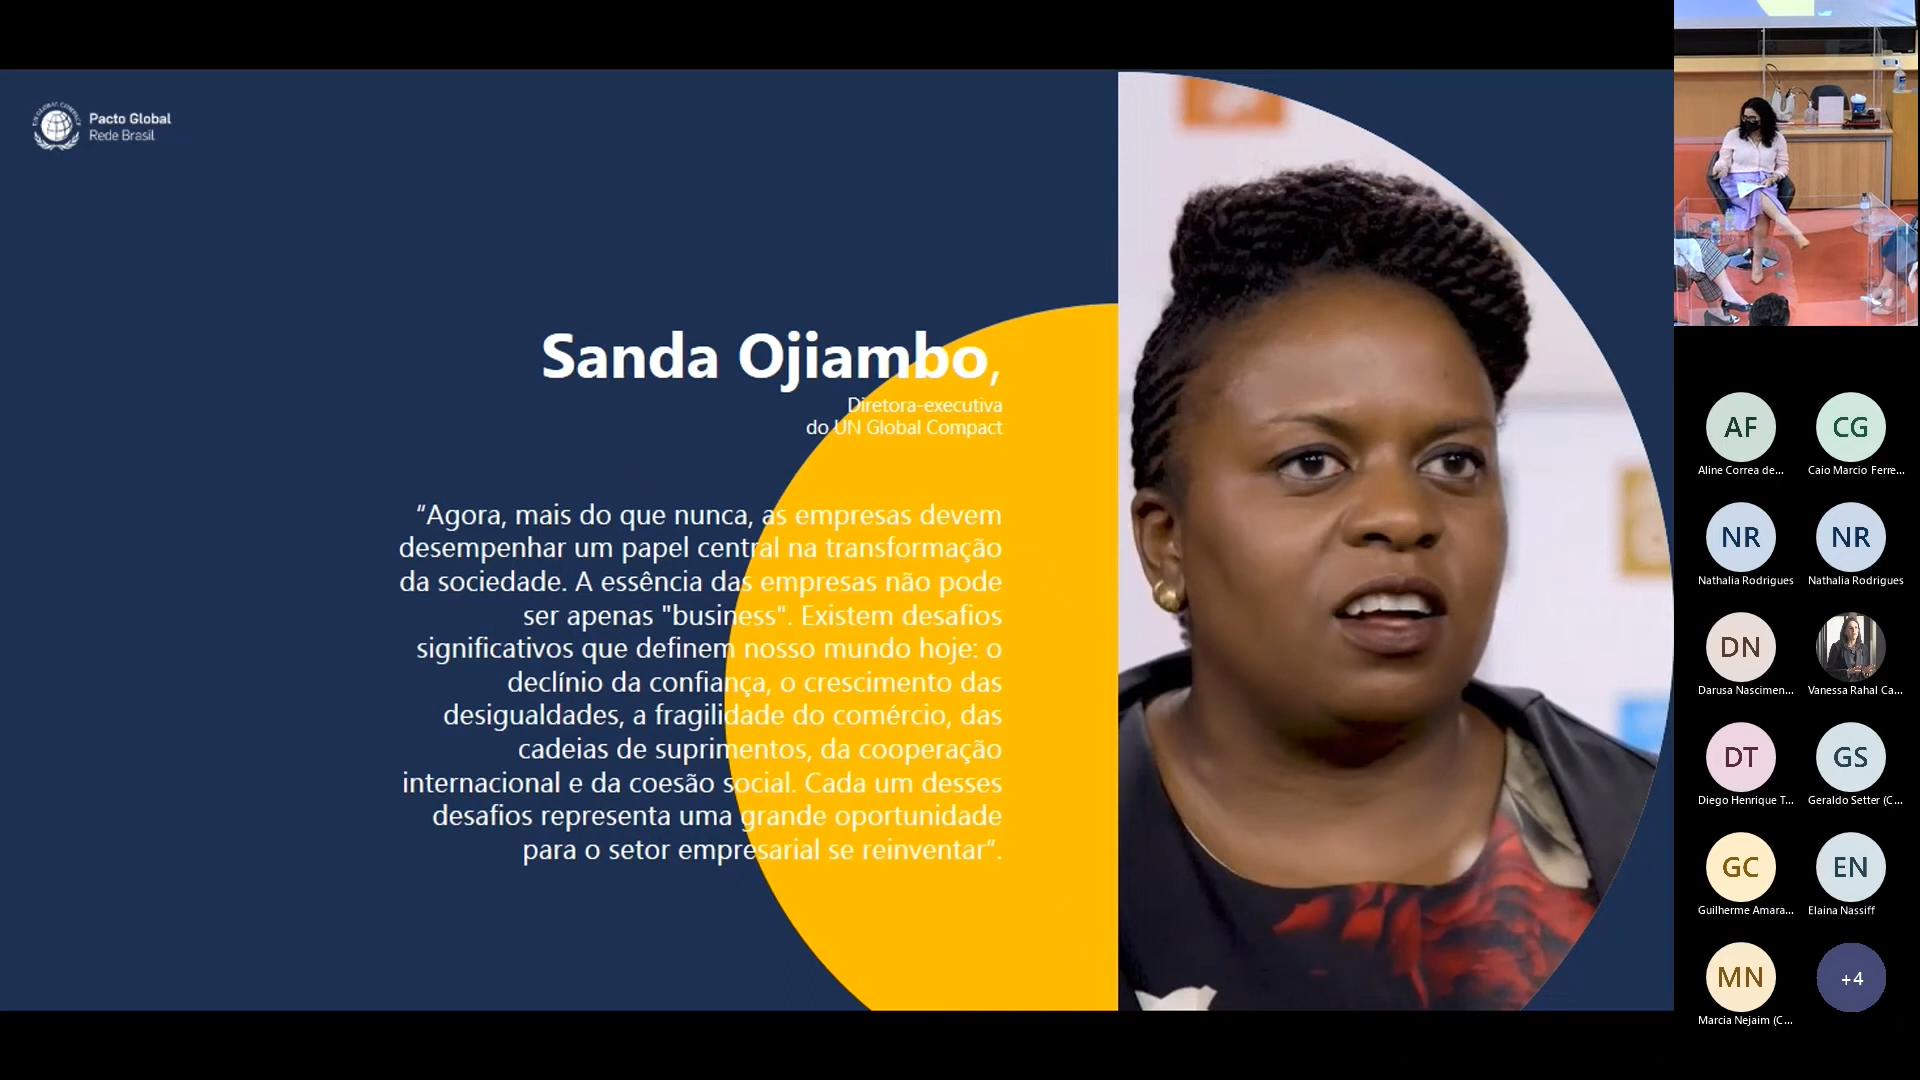 UN GLOBAL COMPACT
Pacto Global
Rede Brasil
Sanda Ojiambo,
Diretora-executiva
do UN Global Compact
“Agora, mais do que nunca, as empresas devem
desempenhar um papel central na transformação
da sociedade. A essência das empresas não pode
ser apenas "business". Existem desafios
significativos que definem nosso mundo hoje: o
declínio da confiança, o crescimento das
desigualdades, a fragilidade do comércio, das
cadeias de suprimentos, da cooperação
internacional e da coesão social. Cada um desses
desafios representa uma grande oportunidade
para o setor empresarial se reinventar“.
AF
Aline Correa de...
CG
Caio Marcio Ferre...
NR
Nathalia Rodrigues
NR
Nathalia Rodrigues
DN
Darusa Nascimen...
Vanessa Rahal Ca...
DT
Diego Henrique T...
GS
Geraldo Setter (C...
GC
Guilherme Amara...
EN
Elaina Nassiff
MN
Marcia Nejaim (C...
+4